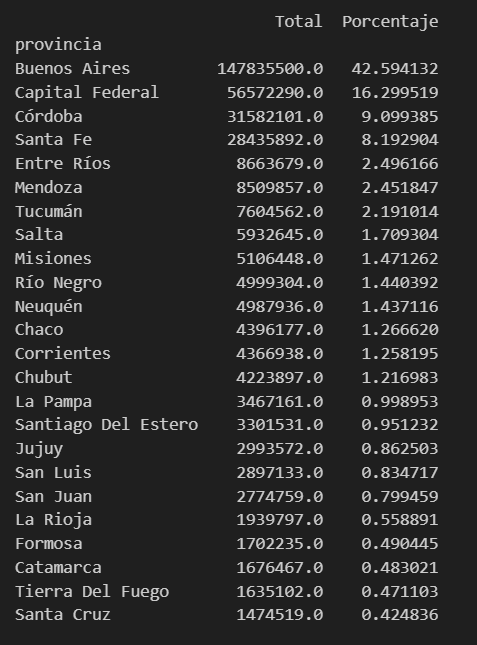 Total Porcentaje
provincia
Buenos Aires 147835500.0 42.594132
Capital Federal 56572290.0 16.299519
Córdoba 31582101.0 9.099385
Santa Fe 28435892.0 8.192904
Entre Ríos 8663679.0 2.496166
Mendoza 8509857.0 2.451847
Tucumán 7604562.0 2.191014
Salta 5932645.0 1.709304
Misiones 5106448.0 1.471262
Río Negro 4999304.0 1.440392
Neuquén 4987936.0 1.437116
Chaco 4396177.0 1.266620
Corrientes 4366938.0 1.258195
Chubut 4223897.0 1.216983
La Pampa 3467161.0 0.998953
Santiago Del Estero 3301531.0 0.951232
Jujuy 2993572.0 0.862503
San Luis 2897133.0 0.834717
San Juan 2774759.0 0.799459
La Rioja 1939797.0 0.558891
Formosa 1702235.0 0.490445
Catamarca 1676467.0 0.483021
Tierra Del Fuego 1635102.0 0.471103
Santa Cruz 1474519.0 0.424836